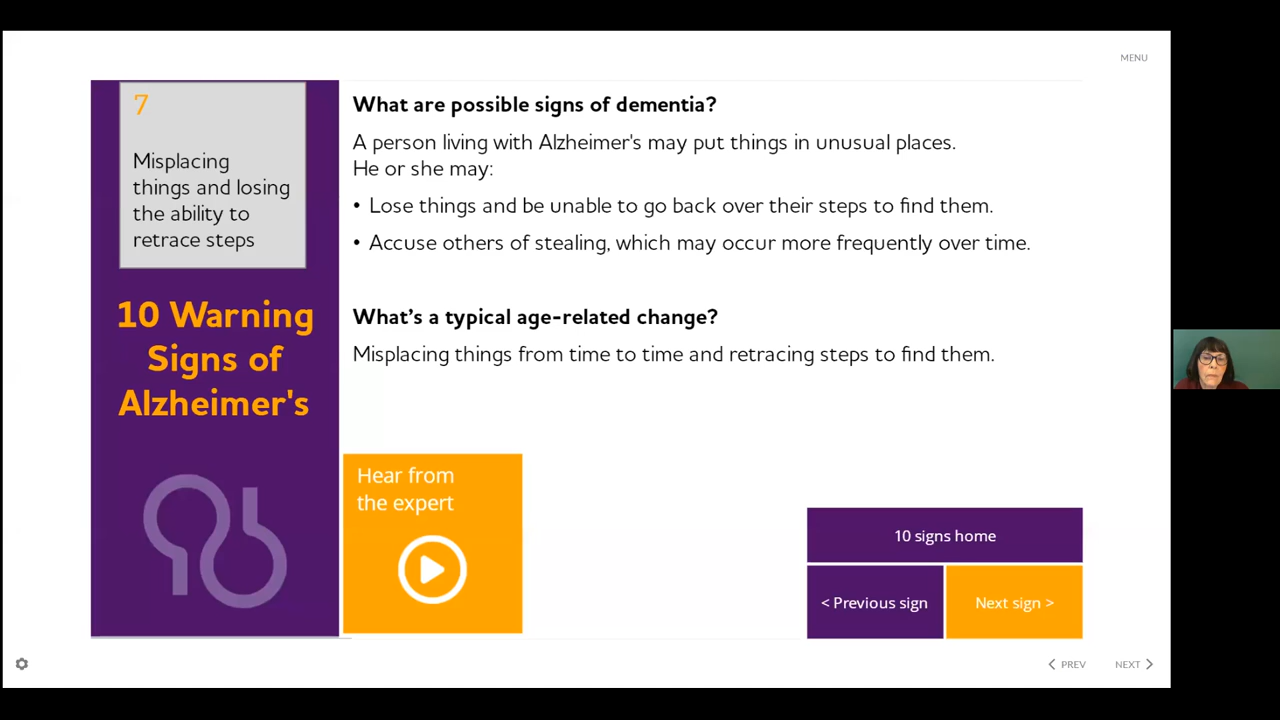 MENU
7
Misplacing
things and losing
the ability to
retrace steps
10 Warning
Signs of
Alzheimer's
What are possible signs of dementia?
A person living with Alzheimer's may put things in unusual places.
He or she may:
• Lose things and be unable to go back over their steps to find them.
• Accuse others of stealing, which may occur more frequently over time.
What's a typical age-related change?
Misplacing things from time to time and retracing steps to find them.
Hear from
the expert
10 signs home
< Previous sign
Next sign >
PREV
NEXT